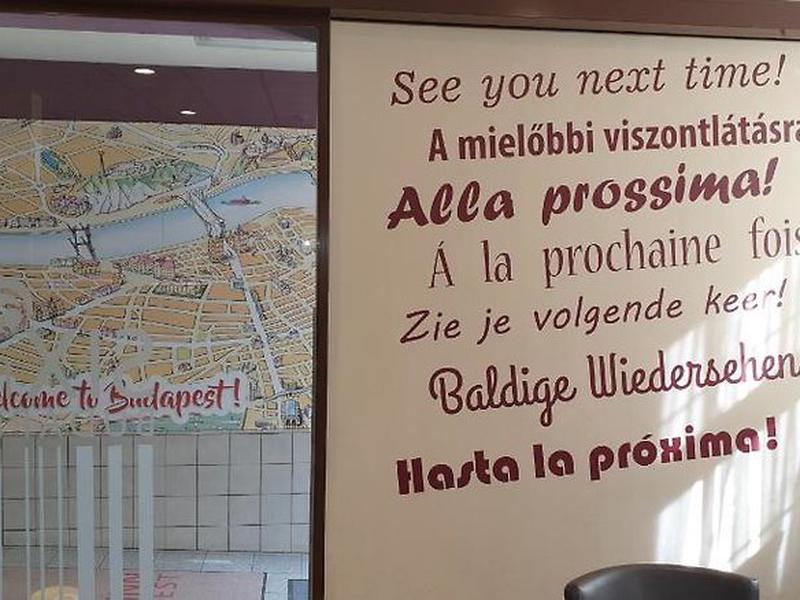 See you next time!
A mielőbbi viszontlátásra
Alla prossima!
Á la prochaine fois
Zie je volgende keer!
Baldige Wiedersehen
Hasta la próxima!
elcome to Budapest!